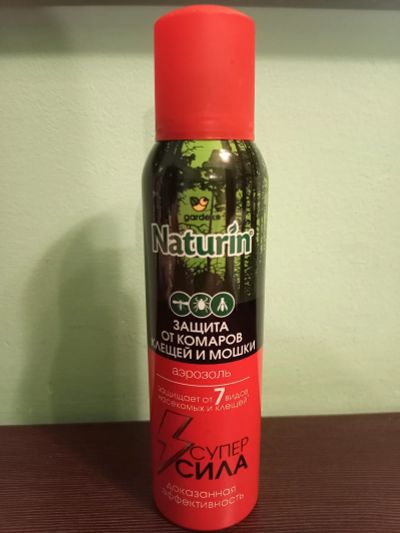 gardex
Naturin®
ЗАЩИТА
ОТ КОМАРОВ
КЛЕЩЕЙ И МОШКИ
аэрозоль
защищает от 7 видов
насекомых и клещей
СУПЕР
СИЛА
доказанная
эффективность